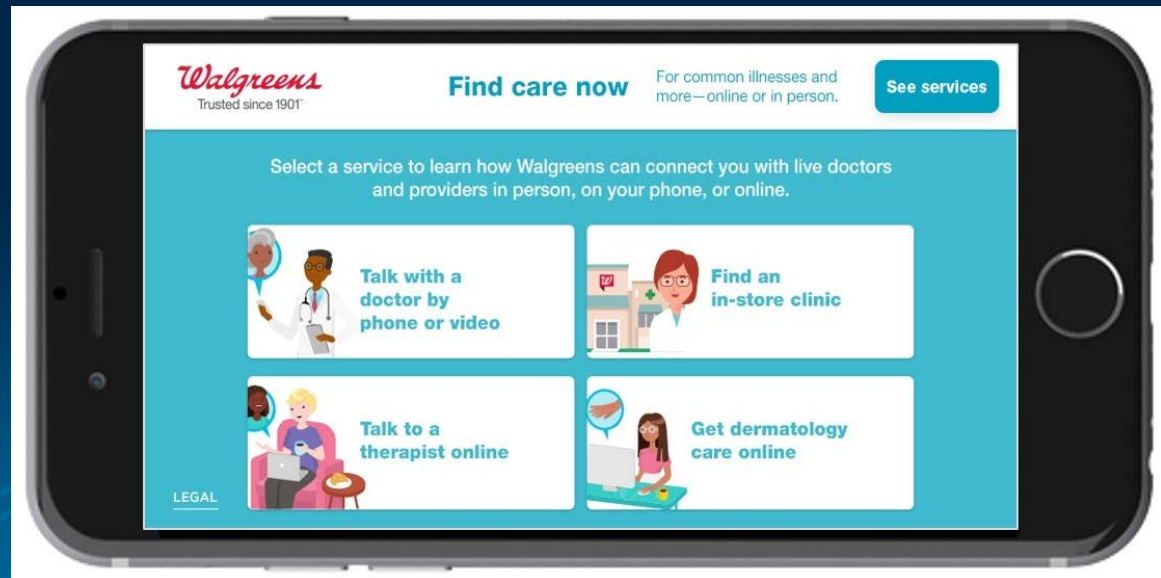 Walgreens
Trusted since 1901™
Find care now
For common illnesses and
more—online or in person.
See services
Select a service to learn how Walgreens can connect you with live doctors
and providers in person, on your phone, or online.
Talk with a
doctor by
phone or video
Find an
in-store clinic
W
Talk to a
therapist online
Get dermatology
care online
LEGAL